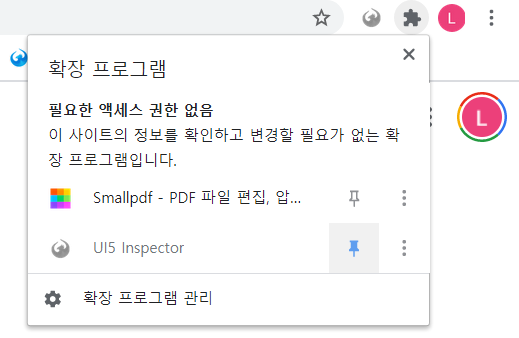 L
확장 프로그램
L
필요한 액세스 권한 없음
이 사이트의 정보를 확인하고 변경할 필요가 없는 확
장 프로그램입니다.
Smallpdf - PDF 파일 편집, 압...
UI5 Inspector
확장 프로그램 관리